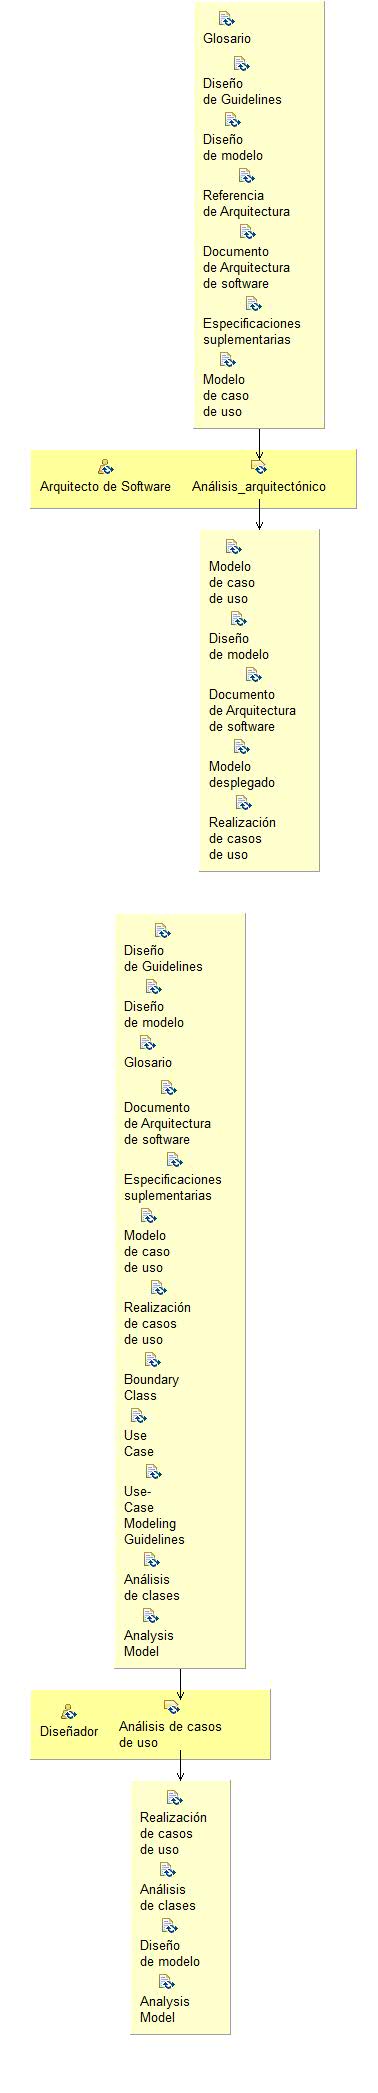 Glosario
Diseño
de Guidelines
Diseño
de modelo
Referencia
de Arquitectura
Documento
de Arquitectura
de software
Especificaciones
suplementarias
Modelo
de caso
de uso
Arquitecto de Software
Análisis_arquitectónico
Modelo
de caso
de uso
Diseño
de modelo
Documento
de Arquitectura
de software
Modelo
desplegado
Realización
de casos
de uso
Diseño
de Guidelines
Diseño
de modelo
Glosario
Documento
de Arquitectura
de software
Especificaciones
suplementarias
Modelo
de caso
de uso
Realización
de casos
de uso
Boundary
Class
Use
Case
Use-
Case
Modeling
Guidelines
Análisis
de clases
Analysis
Model
Diseñador
Análisis de casos
de uso
Realización
de casos
de uso
Análisis
de clases
Diseño
de modelo
Analysis
Model